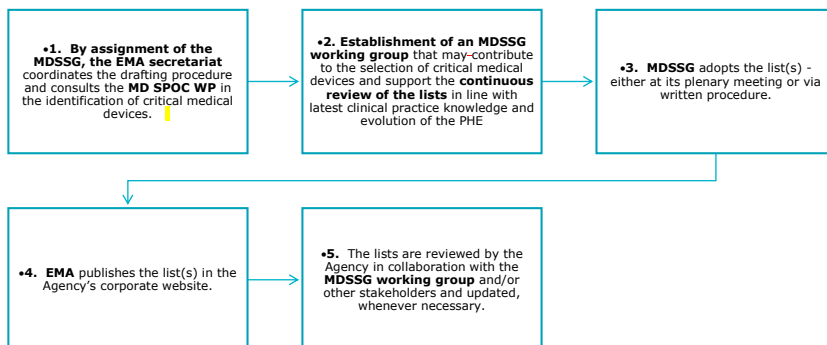 •1. By assignment of the
MDSSG, the EMA secretariat
coordinates the drafting procedure
and consults the MD SPOC WP in
the identification of critical medical
devices.
•2. Establishment of an MDSSG
working group that may contribute
to the selection of critical medical
devices and support the continuous
review of the lists in line with
latest clinical practice knowledge and
evolution of the PHE
•3. MDSSG adopts the list(s) -
either at its plenary meeting or via
written procedure.
•4. EMA publishes the list(s) in the
Agency's corporate website.
•5. The lists are reviewed by the
Agency in collaboration with the
MDSSG working group and/or
other stakeholders and updated,
whenever necessary.